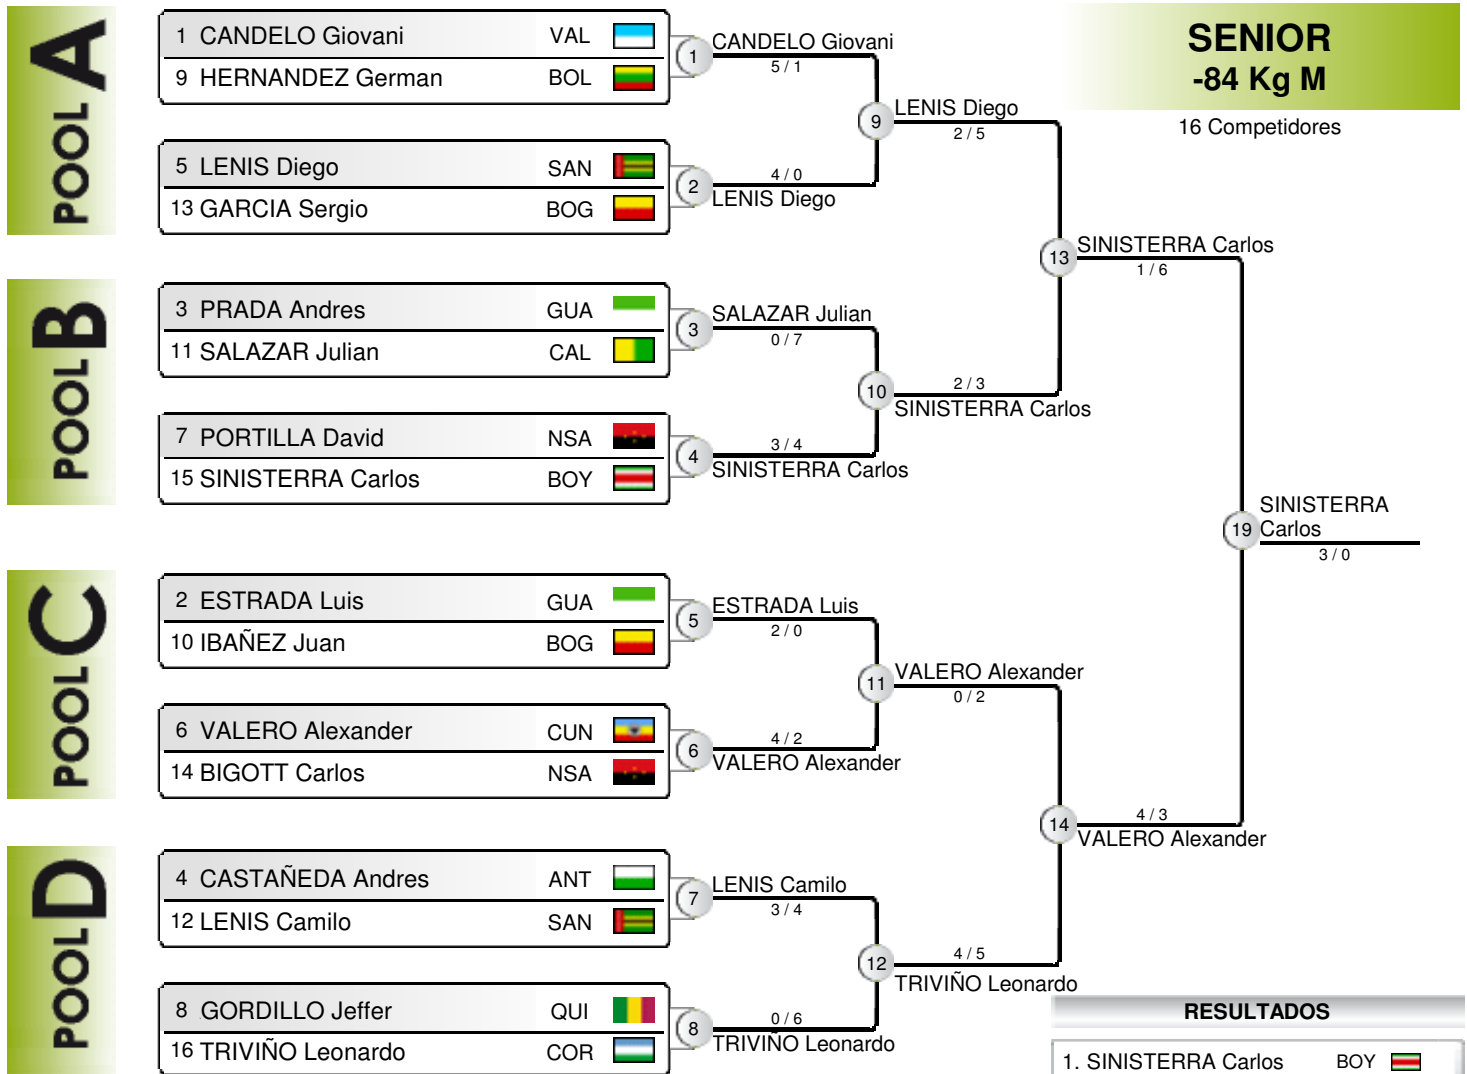 POOL A
1 CANDELO Giovani VAL
9 HERNANDEZ German BOL
5 LENIS Diego SAN
13 GARCIA Sergio BOG
1
CANDELO Giovani
5 / 1
2
4 / 0
LENIS Diego
9
LENIS Diego
2 / 5
SENIOR
-84 Kg M
16 Competidores
POOL B
3 PRADA Andres GUA
11 SALAZAR Julian CAL
7 PORTILLA David NSA
15 SINISTERRA Carlos BOY
3
SALAZAR Julian
0 / 7
4
3 / 4
SINISTERRA Carlos
10
2 / 3
SINISTERRA Carlos
13
SINISTERRA Carlos
1 / 6
19
SINISTERRA
Carlos
3 / 0
POOL C
2 ESTRADA Luis GUA
10 IBAÑEZ Juan BOG
6 VALERO Alexander CUN
14 BIGOTT Carlos NSA
5
ESTRADA Luis
2 / 0
6
4 / 2
VALERO Alexander
11
VALERO Alexander
0 / 2
14
4 / 3
VALERO Alexander
POOL D
4 CASTAÑEDA Andres ANT
12 LENIS Camilo SAN
8 GORDILLO Jeffer QUI
16 TRIVIÑO Leonardo COR
7
LENIS Camilo
3 / 4
8
0 / 6
TRIVIÑO Leonardo
12
4 / 5
TRIVIÑO Leonardo
RESULTADOS
1. SINISTERRA Carlos BOY